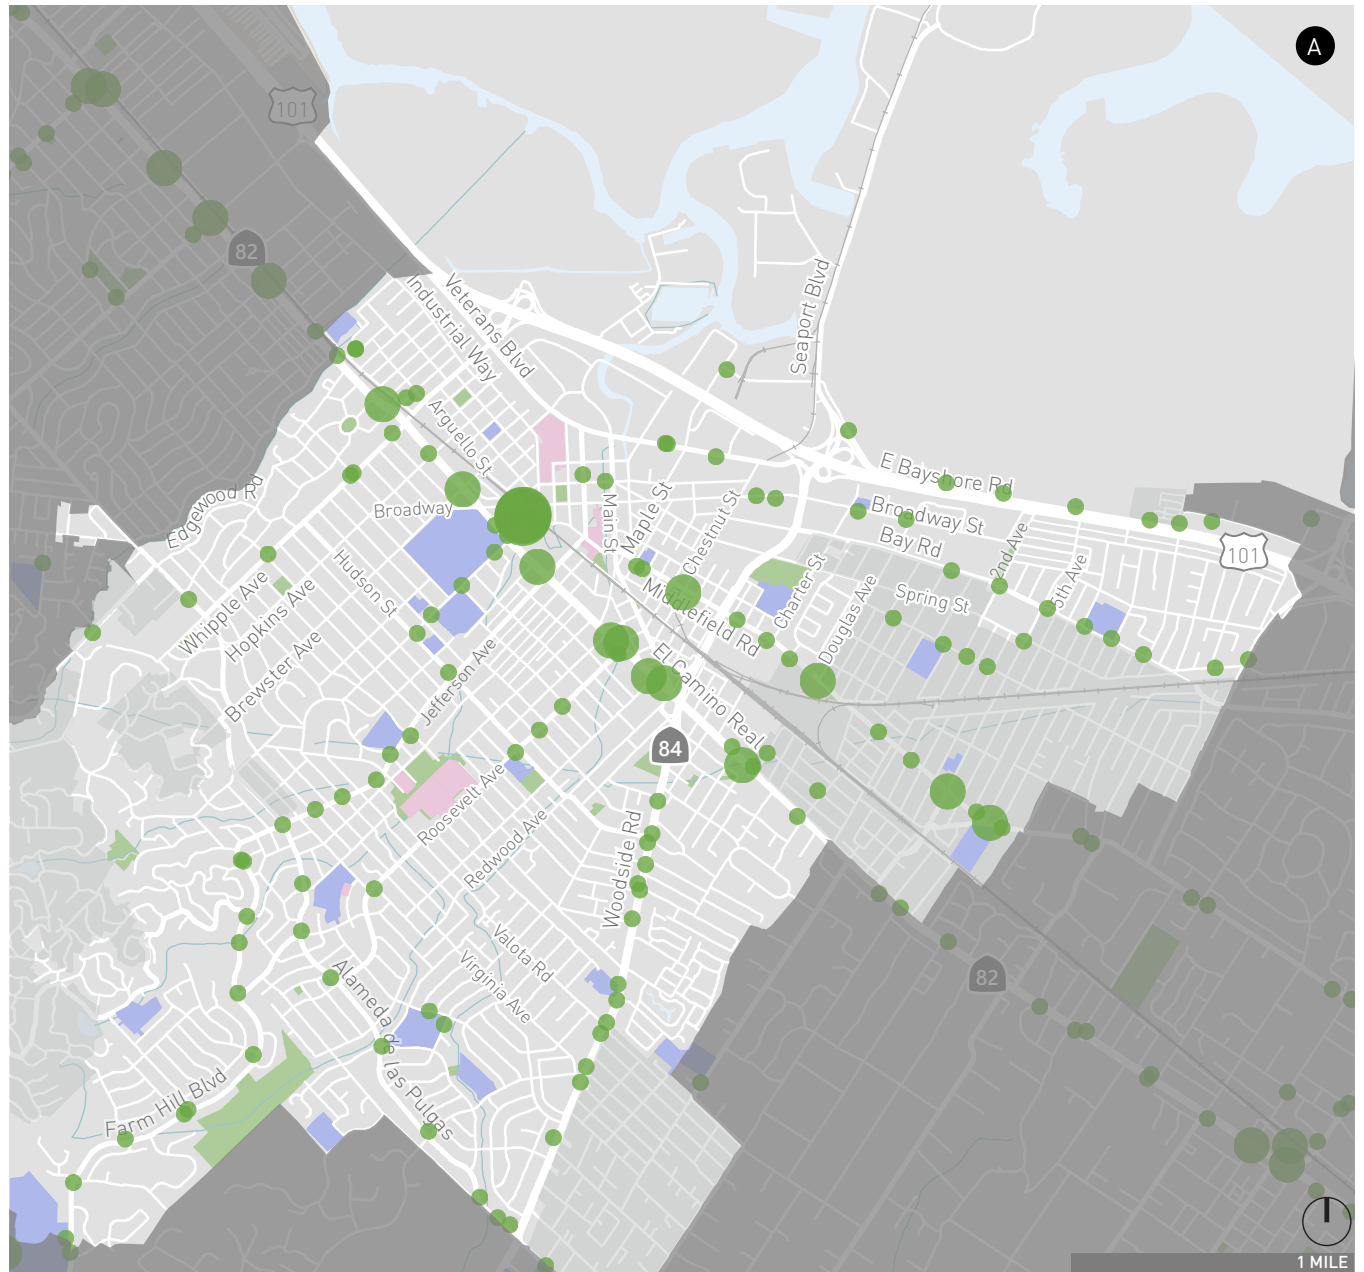 A
101
82
Veterans Blvd
Industrial Way
Seaport Blvd
Arguello St
E Bayshore Rd
Edgewood Rd
Broadway
Main St
Maple St
Chestnut St
Broadway St
Bay Rd
2nd Ave
101
5th Ave
Hudson St
Whipple Ave
Hopkins Ave
Brewster Ave
Middlefield Rd
Charter St
Douglas Ave
Spring St
Jefferson Ave
El Camino Real
84
Roosevelt Ave
Redwood Ave
Woodside Rd
Valota Rd
Virginia Ave
Alameda de las Pulgas
82
Farm Hill Blvd
1 MILE